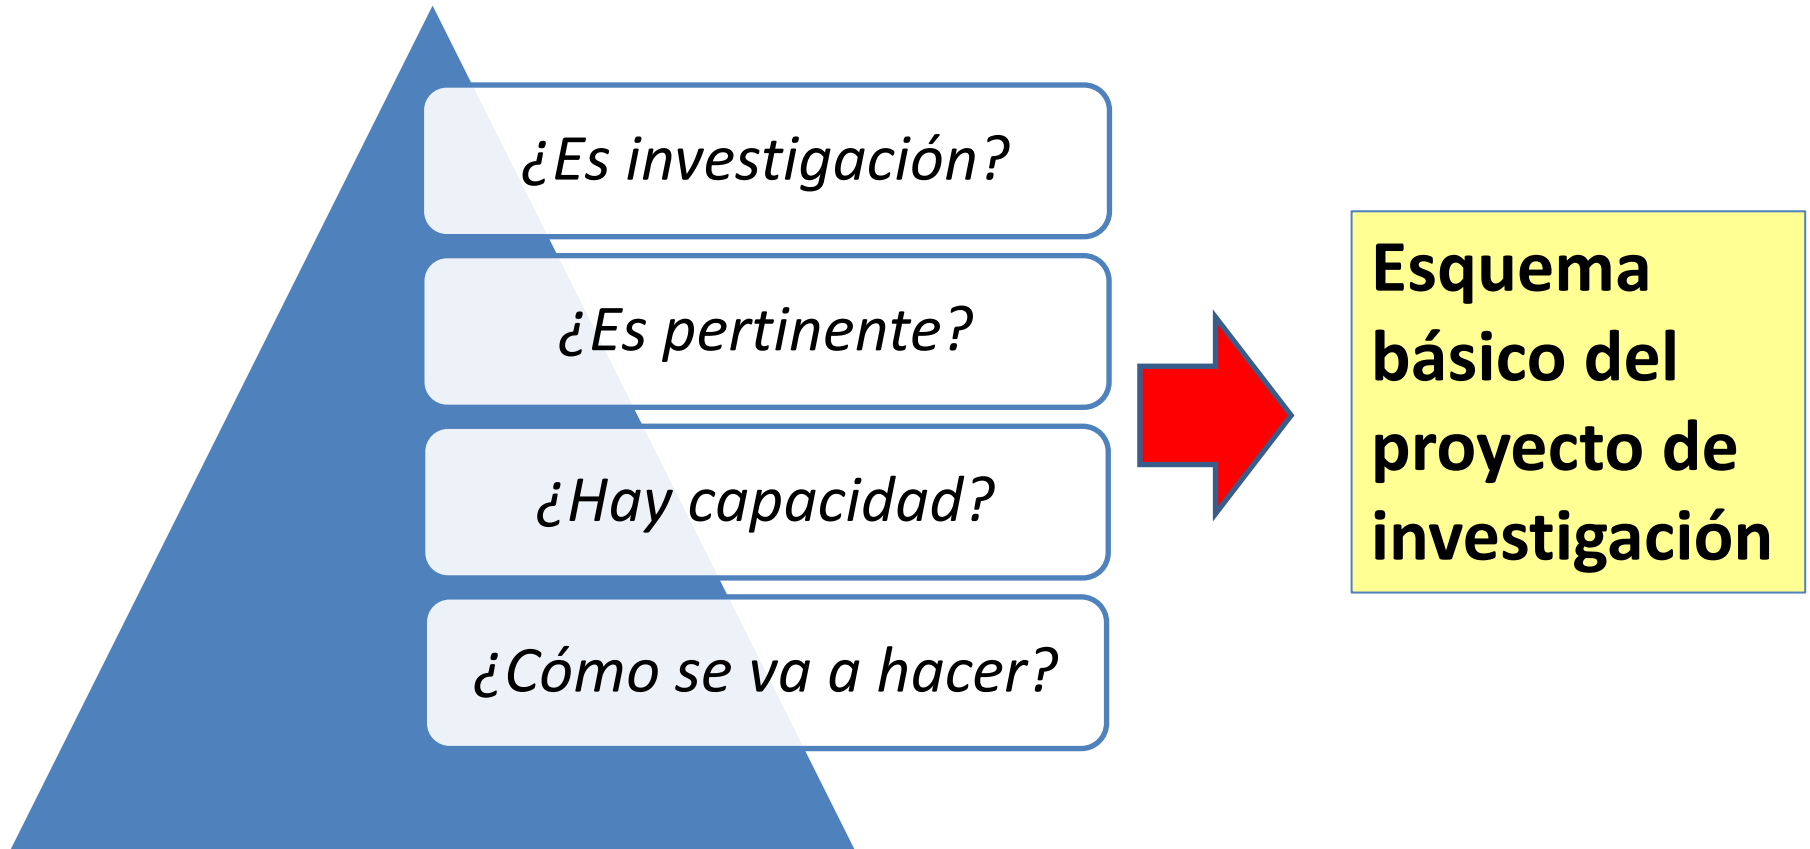 ¿Es investigación?
¿Es pertinente?
¿Hay capacidad?
¿Cómo se va a hacer?
Esquema
básico del
proyecto de
investigación